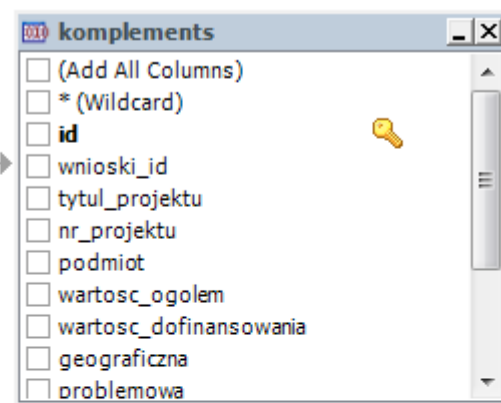 komplements
(Add All Columns)
* (Wildcard)
id
wnioski_id
tytul_projektu
nr_projektu
podmiot
wartosc_ogolem
wartosc_dofinansowania
geograficzna
problemowa